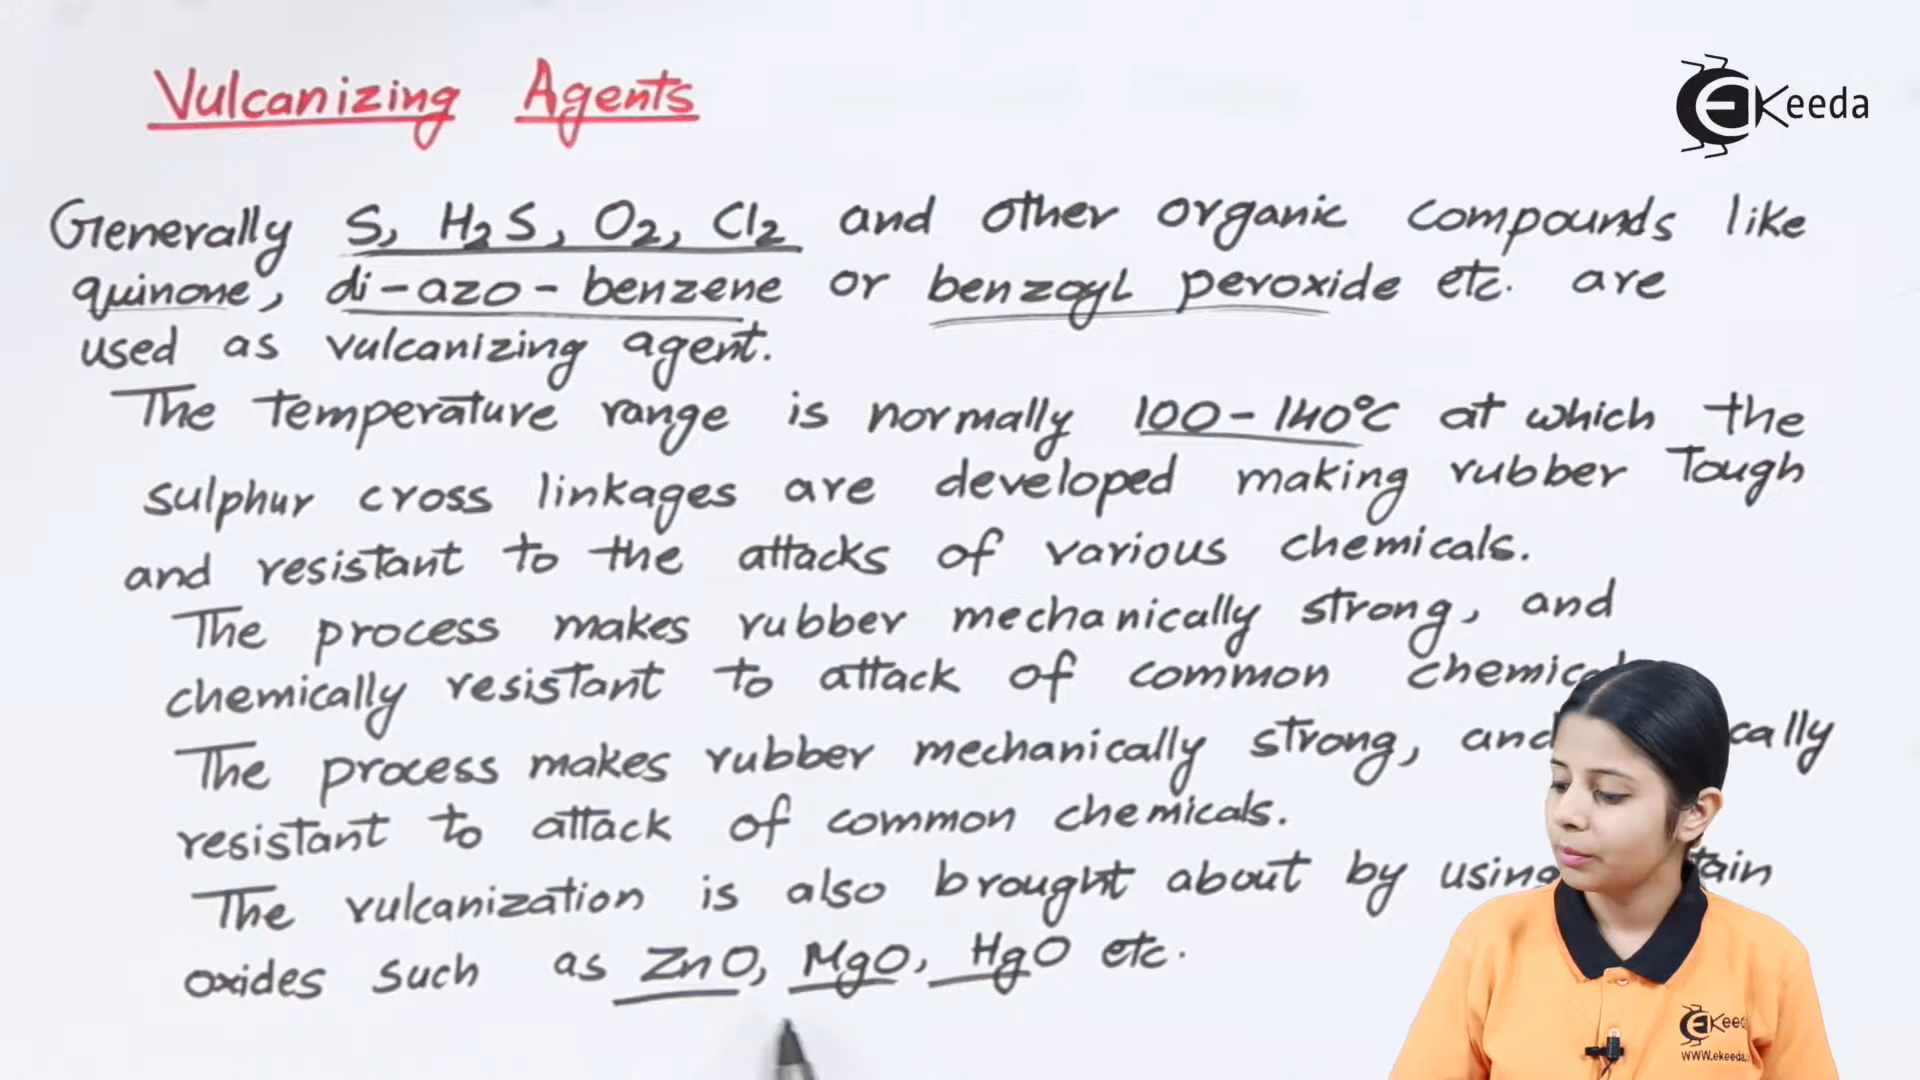 Vulcanizing Agents
EKeeda
Generally S, H2S, O2, Cl2 and other organic compounds like
quinone, di-azo-benzene or benzoyl peroxide etc. are
used as vulcanizing agent.
The temperature range is normally 100-140°C at which the
sulphur cross linkages are developed making rubber tough
and resistant to the attacks of various chemicals.
The process makes rubber mechanically strong, and
chemically resistant to attack of common
The process makes rubber mechanically strong,
resistant to attack of common chemicals.
The vulcanization is also brought about by
oxides such as ZnO, MgO, HgO etc.